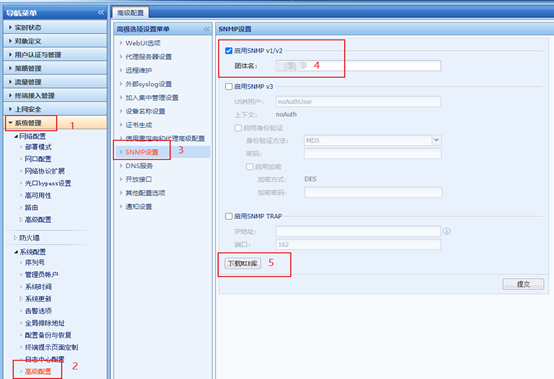 导航菜单
实时状态
对象定义
用户认证与管理
策略管理
流量管理
终端接入管理
上网安全
系统管理
1
网络配置
部署模式
网口配置
网络协议扩展
光口bypass设置
高可用性
路由
高级配置
防火墙
系统配置
序列号
管理员帐户
系统时间
系统更新
告警选项
全局排除地址
配置备份与恢复
终端提示页面定制
日志中心配置
高级配置
2
高级配置
高级选项设置菜单
WebUI选项
代理服务器设置
远程维护
外部syslog设置
加入集中管理设置
设备名称设置
证书生成
使用重定向和代理高级配置
SNMP设置
3
DNS服务
开放接口
其他配置选项
通知设置
SNMP设置
启用SNMP v1/v2
团体名:
4
启用SNMP v3
USM用户:
noAuthUser
上下文:
noAuth
启用身份验证
身份验证方法:
MD5
密码:
启用加密
加密方式:
DES
加密密码:
启用SNMP TRAP
IP地址:
端口:
162
下载MIB库
5
提交